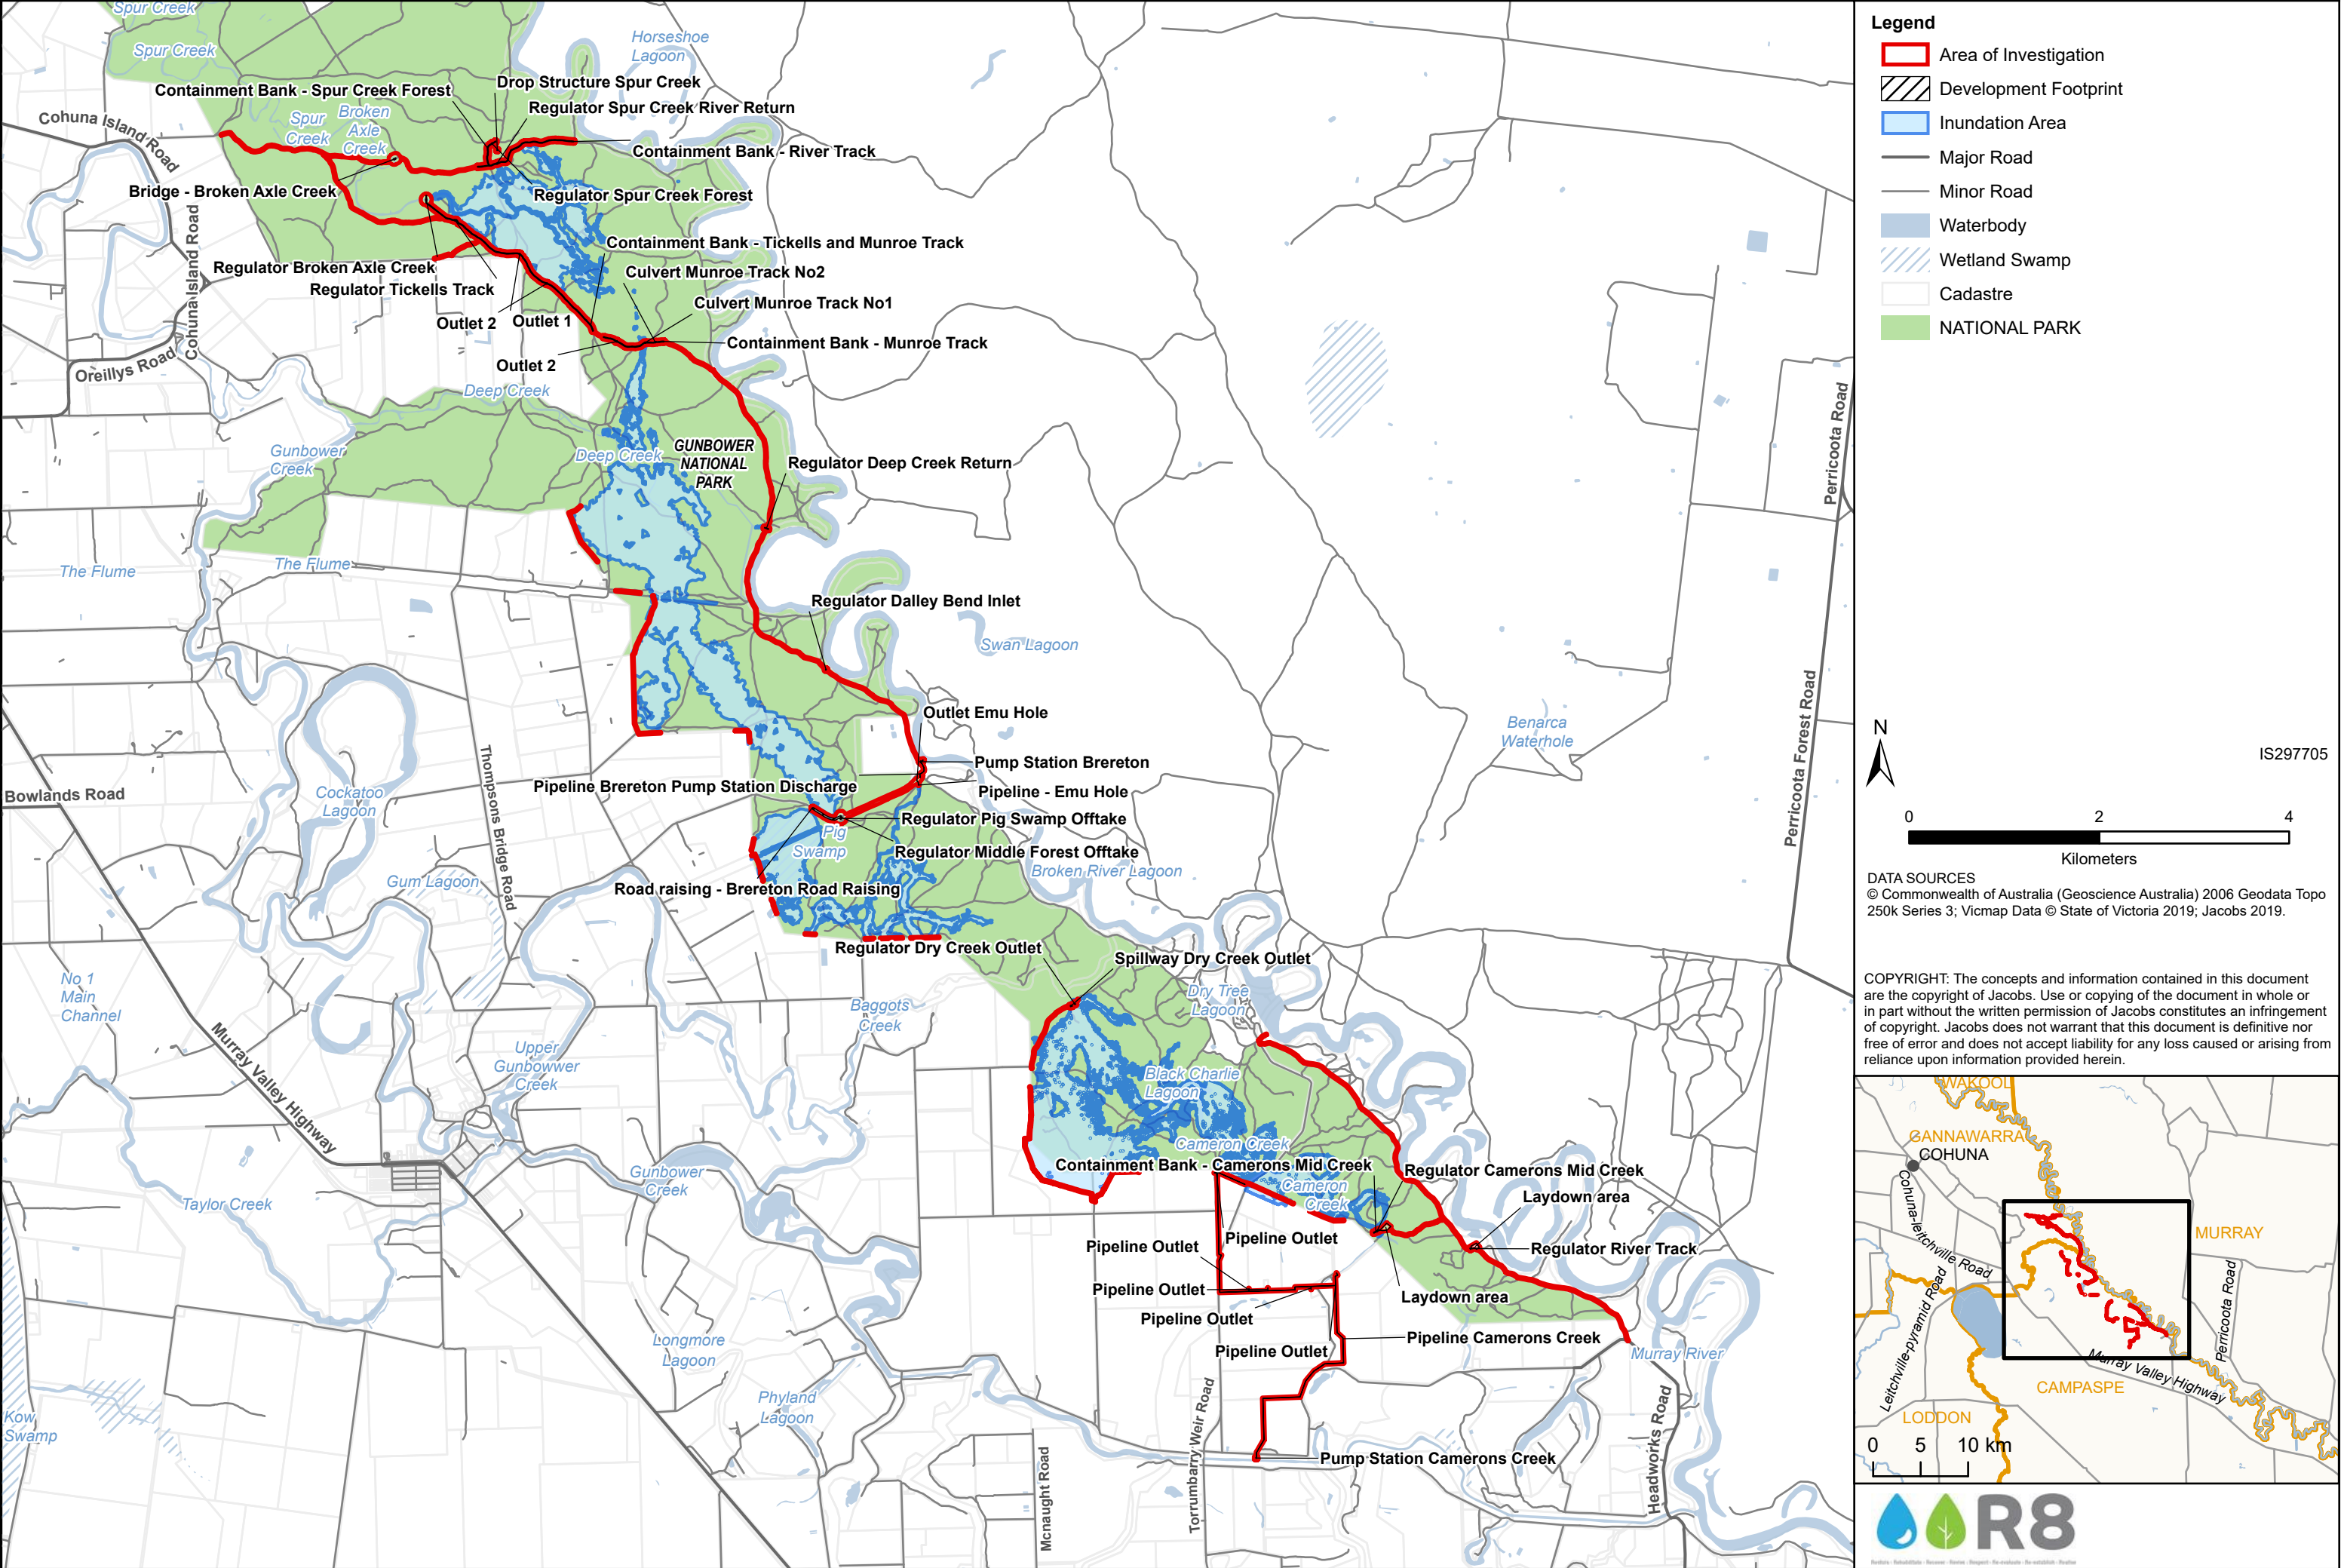 Spur Creek
Spur Creek
Horseshoe
Lagoon
Drop Structure Spur Creek
Containment Bank - Spur Creek Forest
Regulator Spur Creek River Return
Cohuna Island Road
Spur
Creek
Broken
Axle
Creek
Containment Bank - River Track
Bridge - Broken Axle Creek
Regulator Spur Creek Forest
Cohuna Island Road
Containment Bank - Tickells and Munroe Track
Regulator Broken Axle Creek
Culvert Munroe Track No2
Regulator Tickells Track
Culvert Munroe Track No1
Outlet 2
Outlet 1
Containment Bank - Munroe Track
Outlet 2
Oreillys Road
Deep Creek
Gunbower
Creek
Deep Creek
GUNBOWER
NATIONAL
PARK
Regulator Deep Creek Return
Perricoota Road
The Flume
The Flume
Regulator Dalley Bend Inlet
Swan Lagoon
Outlet Emu Hole
Benarca
Waterhole
Perricoota Forest Road
Thompsons Bridge Road
Pump Station Brereton
Pipeline Brereton Pump Station Discharge
Pipeline - Emu Hole
Bowlands Road
Cockatoo
Lagoon
Regulator Pig Swamp Offtake
Pig
Swamp
Regulator Middle Forest Offtake
Broken River Lagoon
Gum Lagoon
Road raising - Brereton Road Raising
Regulator Dry Creek Outlet
Spillway Dry Creek Outlet
No 1
Main
Channel
Dry Tree
Lagoon
Baggots
Creek
Murray Valley Highway
Upper
Gunbowwer
Creek
Black Charlie
Lagoon
Cameron Creek
Containment Bank - Camerons Mid Creek
Regulator Camerons Mid Creek
Gunbower
Creek
Cameron
Creek
Laydown area
Taylor Creek
Pipeline Outlet
Pipeline Outlet
Regulator River Track
Pipeline Outlet
Laydown area
Pipeline Outlet
Pipeline Camerons Creek
Longmore
Lagoon
Pipeline Outlet
Murray River
Phyland
Lagoon
Kow
Swamp
Torrumbarry Weir Road
Headworks Road
Mcnaught Road
Pump Station Camerons Creek
Legend
Area of Investigation
Development Footprint
Inundation Area
Major Road
Minor Road
Waterbody
Wetland Swamp
Cadastre
NATIONAL PARK
N
IS297705
0 2 4
Kilometers
DATA SOURCES
© Commonwealth of Australia (Geoscience Australia) 2006 Geodata Topo
250k Series 3; Vicmap Data © State of Victoria 2019; Jacobs 2019.
COPYRIGHT: The concepts and information contained in this document
are the copyright of Jacobs. Use or copying of the document in whole or
in part without the written permission of Jacobs constitutes an infringement
of copyright. Jacobs does not warrant that this document is definitive nor
free of error and does not accept liability for any loss caused or arising from
reliance upon information provided herein.
WAKOOL
GANNAWARRA
COHUNA
Cohuna-leitchville Road
MURRAY
Leitchville-pyramid Road
Perricoota Road
Murray Valley Highway
CAMPASPE
LODDON
0 5 10 km
R8